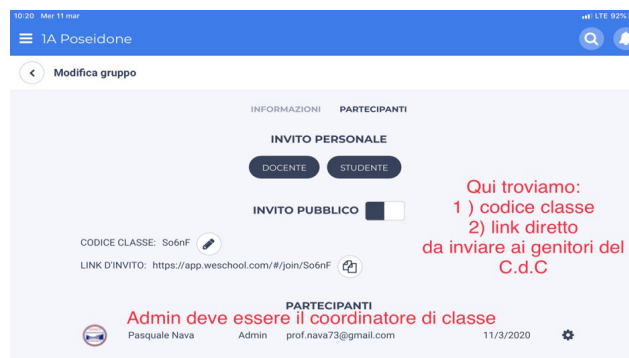 10:20 Mer 11 mar LTE 92%
1A Poseidone
Modifica gruppo
INFORMAZIONI PARTECIPANTI
INVITO PERSONALE
DOCENTE STUDENTE
Qui troviamo:
INVITO PUBBLICO
1 ) codice classe
2) link diretto
CODICE CLASSE: So6nF
da inviare ai genitori del
LINK D'INVITO: https://app.weschool.com/#/join/So6nF
C.d.C
PARTECIPANTI
Admin deve essere il coordinatore di classe
Pasquale Nava Admin prof.nava73@gmail.com 11/3/2020